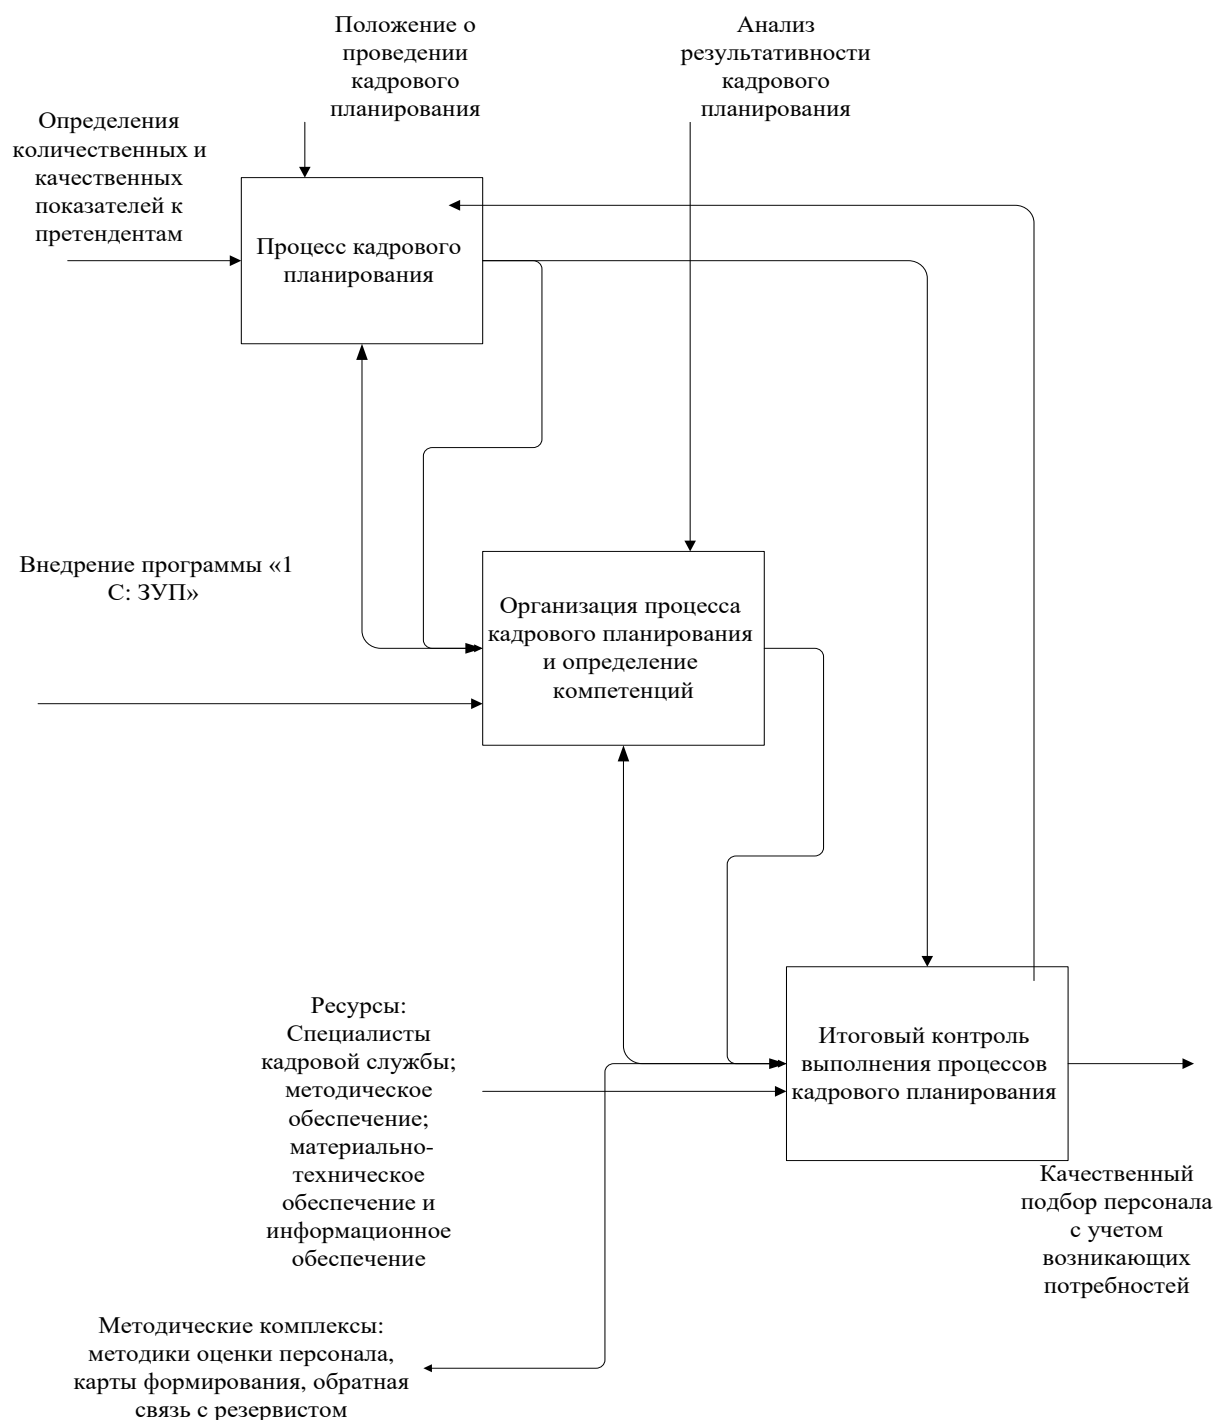 Положение о
проведении
кадрового
планирования
Анализ
результативности
кадрового
планирования
Определения
количественных и
качественных
показателей к
претендентам
Процесс кадрового
планирования
Внедрение программы «1
С: ЗУП»
Организация процесса
кадрового планирования
и определение
компетенций
Ресурсы:
Специалисты
кадровой службы;
методическое
обеспечение;
материально-
техническое
обеспечение и
информационное
обеспечение
Итоговый контроль
выполнения процессов
кадрового планирования
Качественный
подбор персонала
с учетом
возникающих
потребностей
Методические комплексы:
методики оценки персонала,
карты формирования, обратная
связь с резервистом